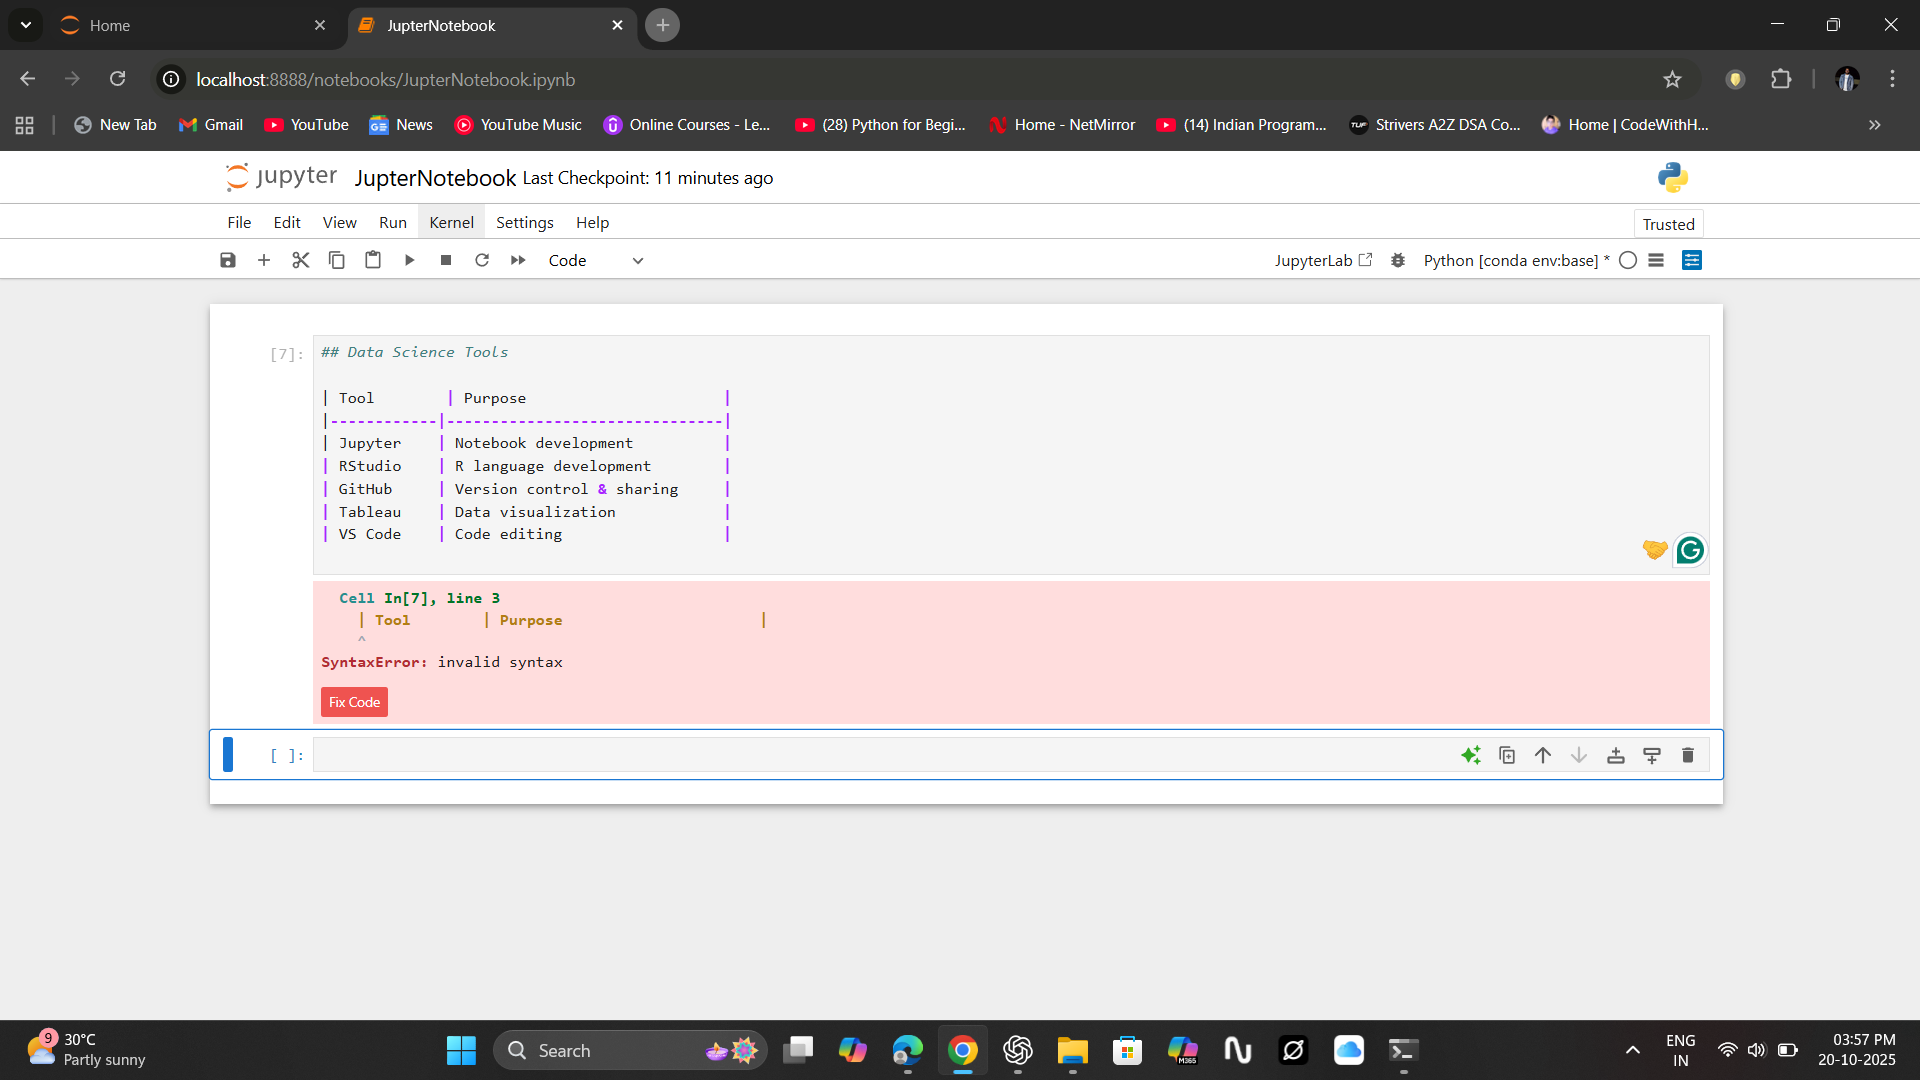 Home
JupterNotebook
localhost:8888/notebooks/JupterNotebook.ipynb
New Tab
Gmail
YouTube
News
YouTube Music
Online Courses - Le...
(28) Python for Begi...
Home - NetMirror
(14) Indian Program...
TUF
Strivers A2Z DSA Co...
Home | CodeWithH...
jupyter JupterNotebook Last Checkpoint: 11 minutes ago
File Edit View Run Kernel Settings Help
Trusted
Code
JupyterLab
Python [conda env:base] *
[7]:
## Data Science Tools
| Tool        | Purpose                       |
|------------|-------------------------------|
| Jupyter    | Notebook development          |
| RStudio    | R language development        |
| GitHub     | Version control & sharing     |
| Tableau    | Data visualization            |
| VS Code    | Code editing                  |
Cell In[7], line 3
| Tool        | Purpose                       |
^
SyntaxError: invalid syntax
Fix Code
[ ]:
9
30°C
Partly sunny
Search
M365
ENG
IN
03:57 PM
20-10-2025